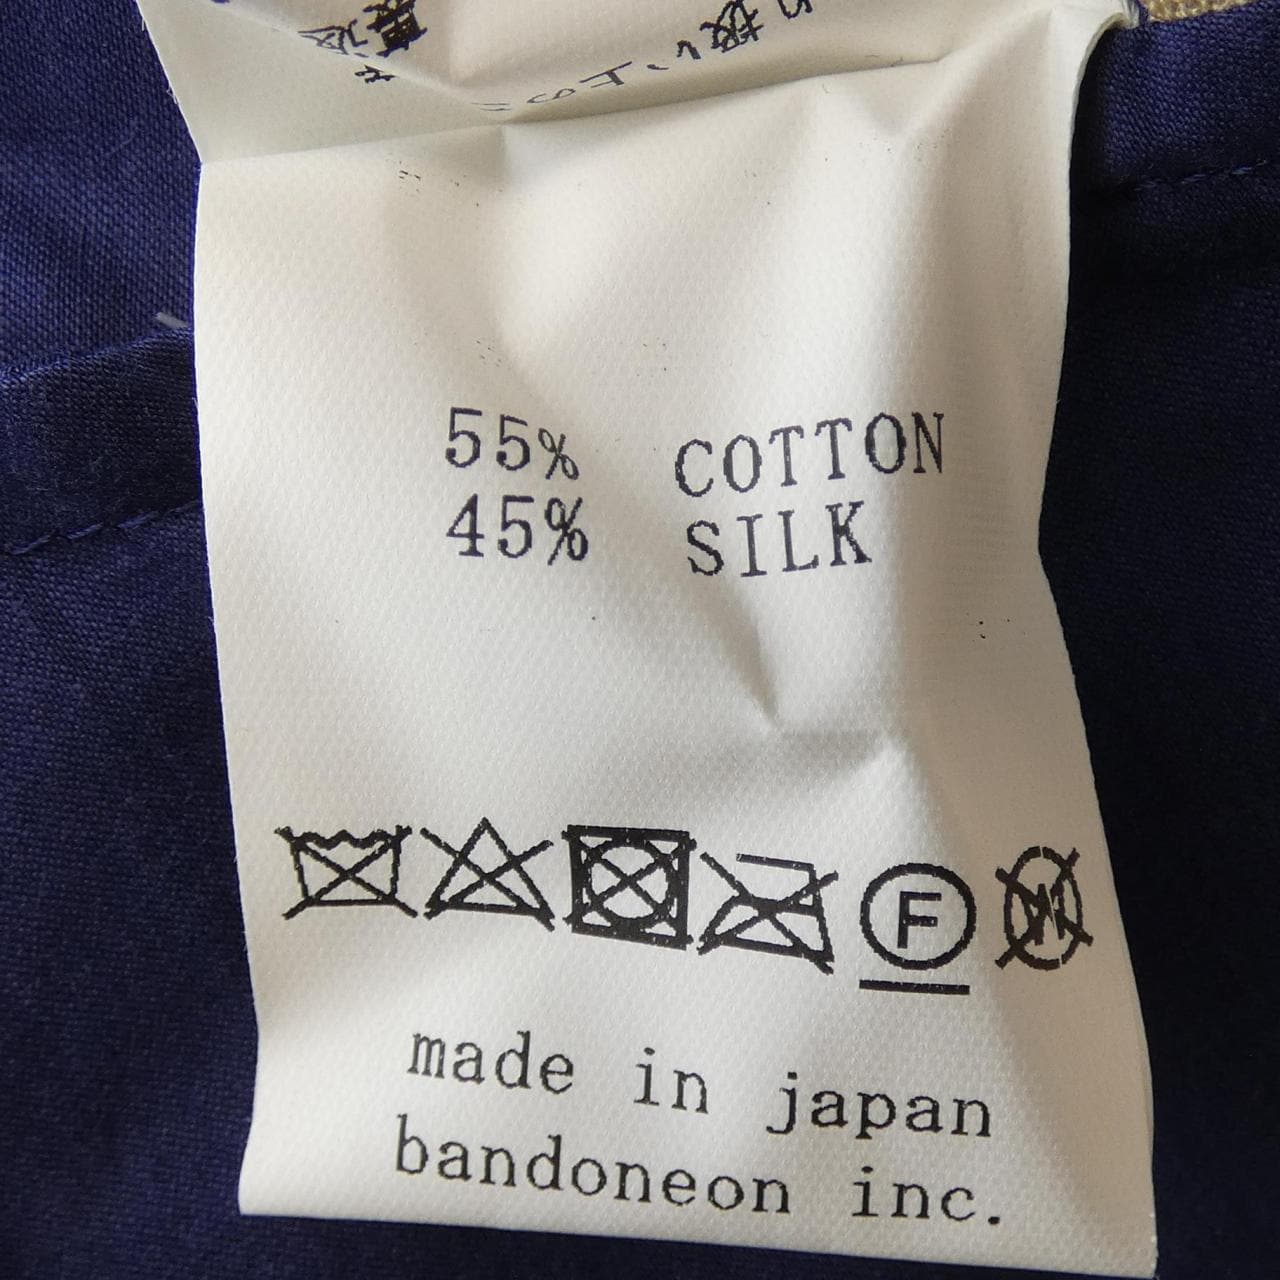 55% COTTON
45% SILK
F W
made in japan
bandoneon inc.